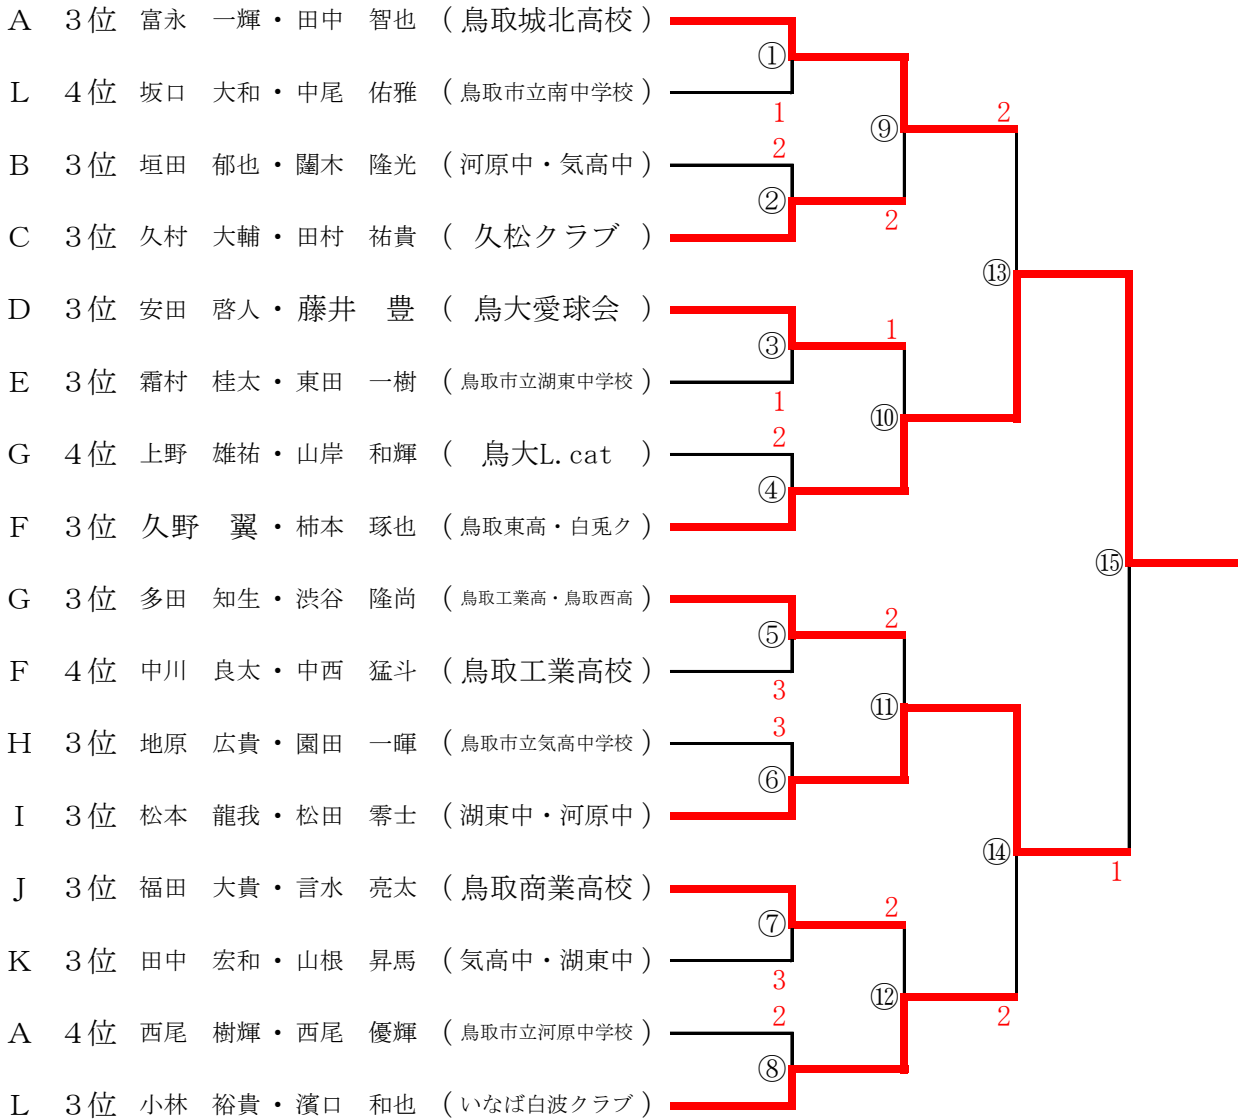 A 3位 富永 一輝・田中 智也 (鳥取城北高校)
①
L 4位 坂口 大和・中尾 佑雅 (鳥取市立南中学校)
1
⑨
2
2
B 3位 垣田 郁也・闥木 隆光 (河原中・気高中)
②
2
C 3位 久村 大輔・田村 祐貴 (久松クラブ)
⑬
D 3位 安田 啓人・藤井 豊 (鳥大愛球会)
③
1
E 3位 霜村 桂太・東田 一樹 (鳥取市立湖東中学校)
1
⑩
2
G 4位 上野 雄祐・山岸 和輝 (鳥大L.cat)
④
F 3位 久野 翼・柿本 琢也 (鳥取東高・白兎ク)
⑮
G 3位 多田 知生・渋谷 隆尚 (鳥取工業高・鳥取西高)
⑤
2
F 4位 中川 良太・中西 猛斗 (鳥取工業高校)
3
⑪
3
H 3位 地原 広貴・園田 一暉 (鳥取市立気高中学校)
⑥
I 3位 松本 龍我・松田 零士 (湖東中・河原中)
⑭
1
J 3位 福田 大貴・言水 亮太 (鳥取商業高校)
⑦
2
K 3位 田中 宏和・山根 昇馬 (気高中・湖東中)
3
⑫
2
2
A 4位 西尾 樹輝・西尾 優輝 (鳥取市立河原中学校)
⑧
L 3位 小林 裕貴・濱口 和也 (いなば白波クラブ)